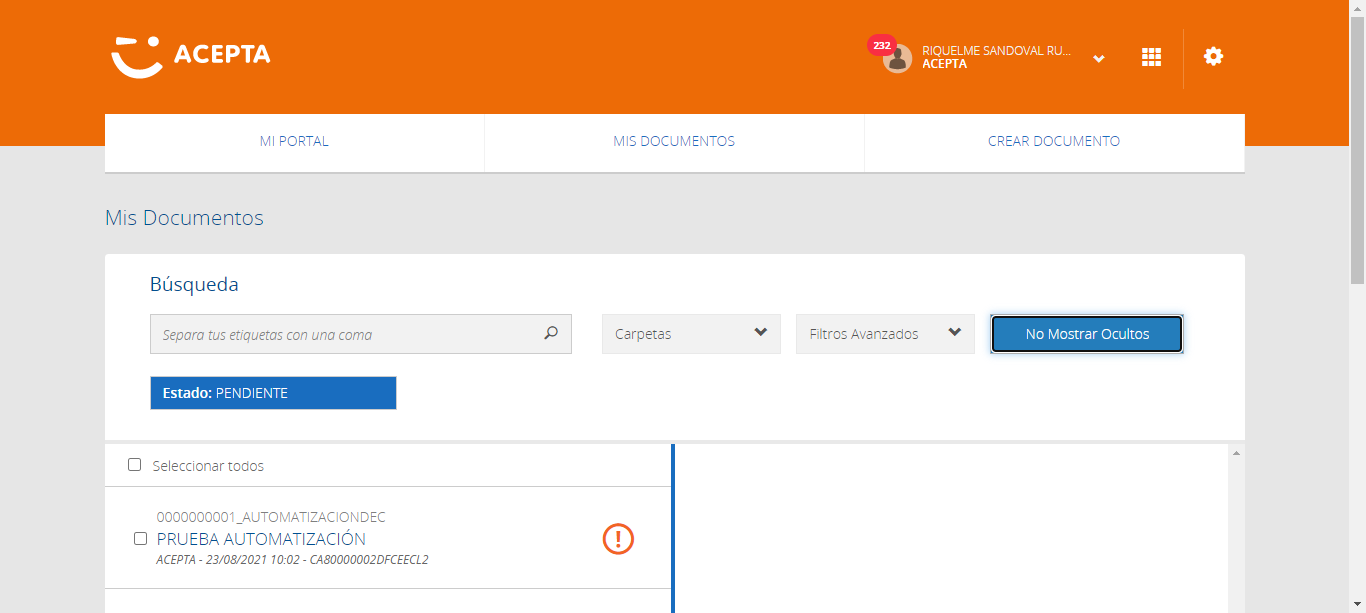 ACEPTA
232
RIQUELME SANDOVAL RU...
ACEPTA
MI PORTAL
MIS DOCUMENTOS
CREAR DOCUMENTO
Mis Documentos
Búsqueda
Separa tus etiquetas con una coma
Carpetas
Filtros Avanzados
No Mostrar Ocultos
Estado: PENDIENTE
Seleccionar todos
0000000001_AUTOMATIZACIONDEC
PRUEBA AUTOMATIZACIÓN
ACEPTA - 23/08/2021 10:02 - CA80000002DFCEECL2